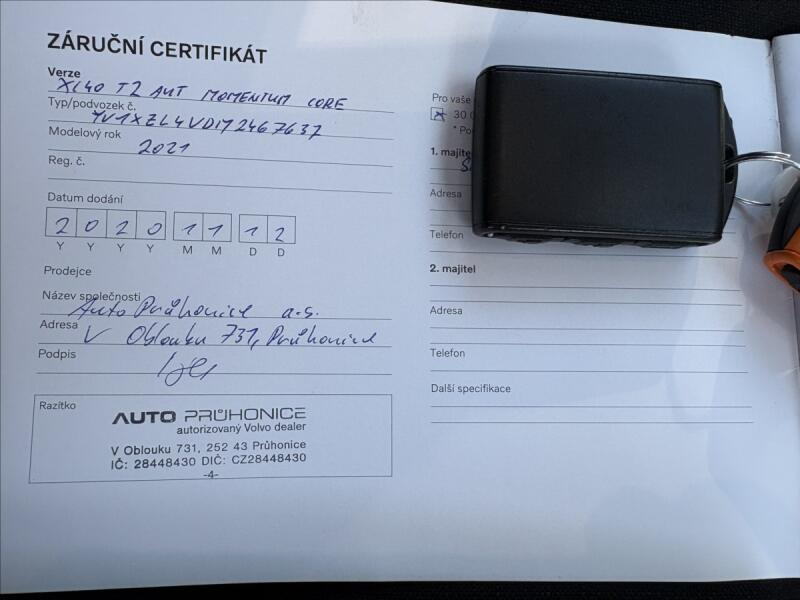 ZÁRUČNÍ CERTIFIKÁT
Verze
XC40 T2 AUT MOMENTUM CORE
Typ/podvozek č.
YV1XZL4VDM2467637
Modelový rok
2021
Reg. č.
Datum dodání
2 0 2 0 1 1 1 2
Y Y Y Y M M D D
Prodejce
Název společnosti
Auto Průhonice a.s.
Adresa
V Oblouku 731, Průhonice
Podpis
Razítko
AUTO PRŮHONICE
autorizovaný Volvo dealer
V Oblouku 731, 252 43 Průhonice
IČ: 28448430 DIČ: CZ28448430
-4-
Pro vaše
x 30
* Po
1. majitel
Adresa
Telefon
2. majitel
Adresa
Telefon
Další specifikace